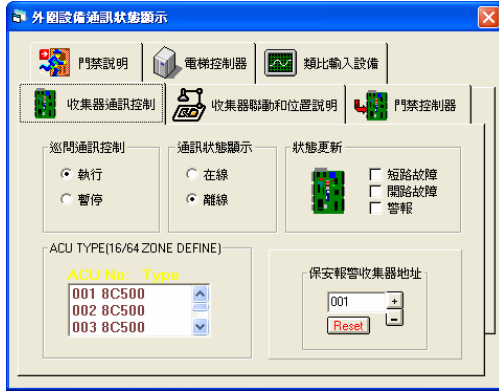 外圍設備通訊狀態顯示
門禁說明
電梯控制器
類比輸入設備
收集器通訊控制
收集器聯動和位置說明
門禁控制器
巡問通訊控制
執行
暫停
通訊狀態顯示
在線
離線
狀態更新
短路故障
開路故障
警報
ACU TYPE(16/64 ZONE DEFINE)
ACU No: Type
001 8C500
002 8C500
003 8C500
保安報警收集器地址
001
+
-
Reset